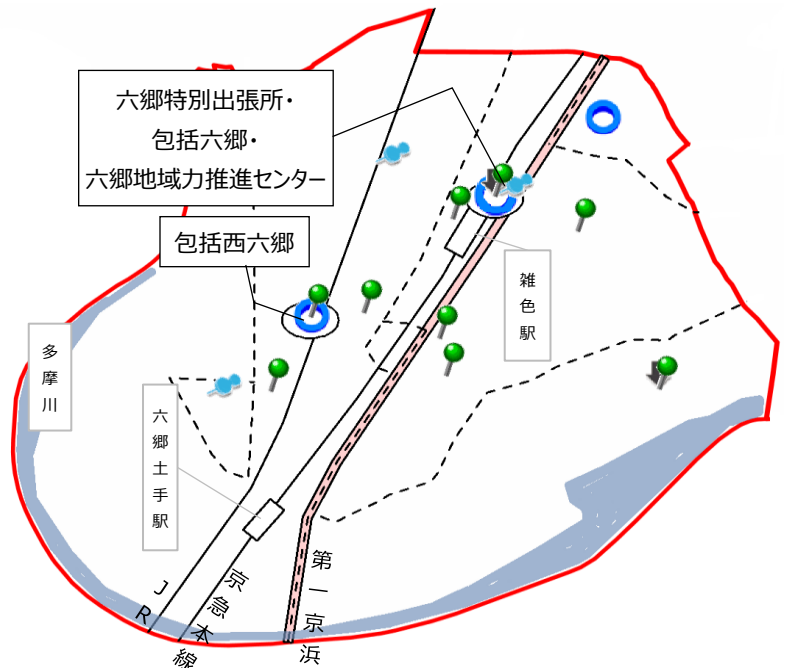 六郷特別出張所・
包括六郷・
六郷地域力推進センター
包括西六郷
雑色駅
多摩川
六郷土手駅
JR
京急本線
第一京浜